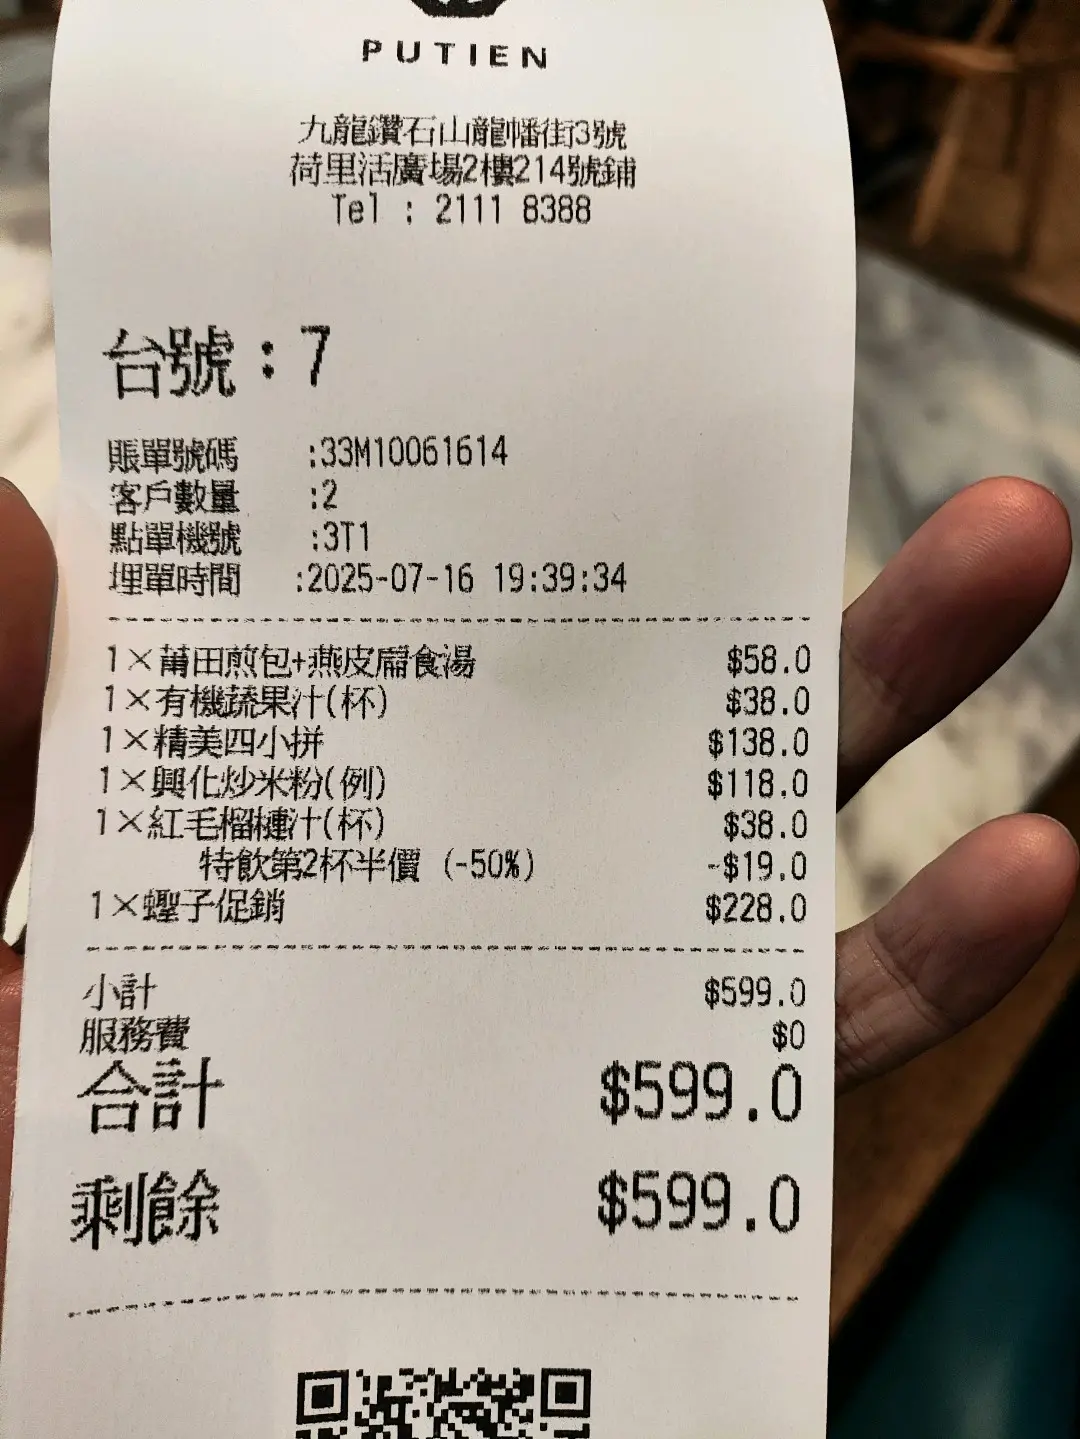 PUTIEN
九龍鑽石山龍蟠街3號
荷里活廣場2樓214號鋪
Tel : 2111 8388
台號 : 7
賬單號碼 :33M10061614
客戶數量 :2
點單機號 :3T1
埋單時間 :2025-07-16 19:39:34
1×莆田煎包+燕皮扁食湯 $58.0
1×有機蔬果汁(杯) $38.0
1×精美四小拼 $138.0
1×興化炒米粉(例) $118.0
1×紅毛榴槤汁(杯) $38.0
特飲第2杯半價 (-50%) -$19.0
1×蟶子促銷 $228.0
小計 $599.0
服務費 $0
合計 $599.0
剩餘 $599.0